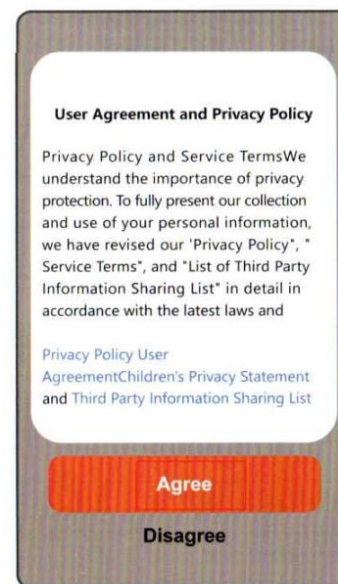 User Agreement and Privacy Policy
Privacy Policy and Service TermsWe
understand the importance of privacy
protection. To fully present our collection
and use of your personal information,
we have revised our 'Privacy Policy", "
Service Terms", and "List of Third Party
Information Sharing List" in detail in
accordance with the latest laws and
Privacy Policy User
AgreementChildren's Privacy Statement
and Third Party Information Sharing List
Agree
Disagree